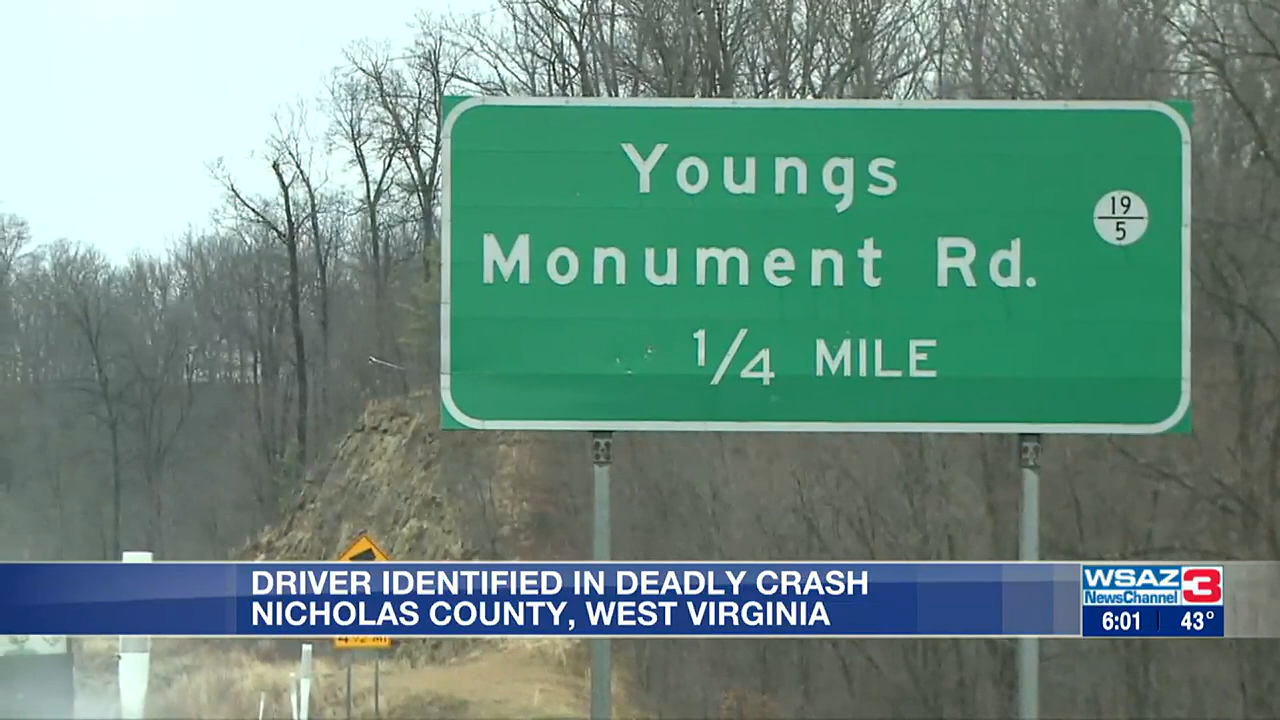 Youngs
Monument Rd.
19
5
1/4 MILE
DRIVER IDENTIFIED IN DEADLY CRASH
NICHOLAS COUNTY, WEST VIRGINIA
WSAZ 3
NewsChannel
6:01 43°